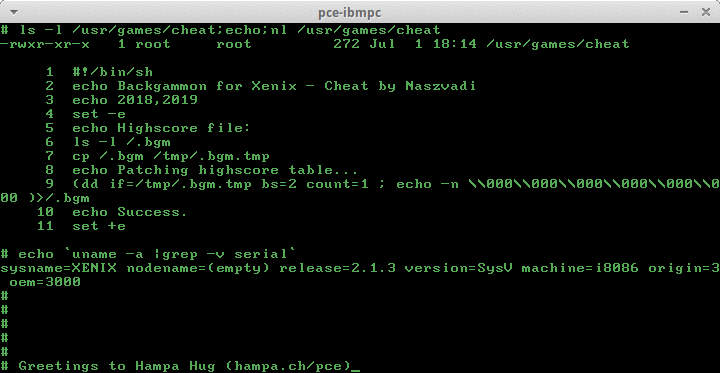 pce-ibmpc
# ls -l /usr/games/cheat;echo;nl /usr/games/cheat
-rwxr-xr-x   1 root     root         272 Jul  1 18:14 /usr/games/cheat
     1  #!/bin/sh
     2  echo Backgammon for Xenix - Cheat by Naszvadi
     3  echo 2018,2019
     4  set -e
     5  echo Highscore file:
     6  ls -l /.bgm
     7  cp /.bgm /tmp/.bgm.tmp
     8  echo Patching highscore table...
     9  (dd if=/tmp/.bgm.tmp bs=2 count=1 ; echo -n \\000\\000\\000\\000\\000\\0
00 )>/.bgm
    10  echo Success.
    11  set +e
# echo `uname -a |grep -v serial`
sysname=XENIX nodename=(empty) release=2.1.3 version=SysV machine=i8086 origin=3
 oem=3000
#
#
#
#
#
# Greetings to Hampa Hug (hampa.ch/pce)_